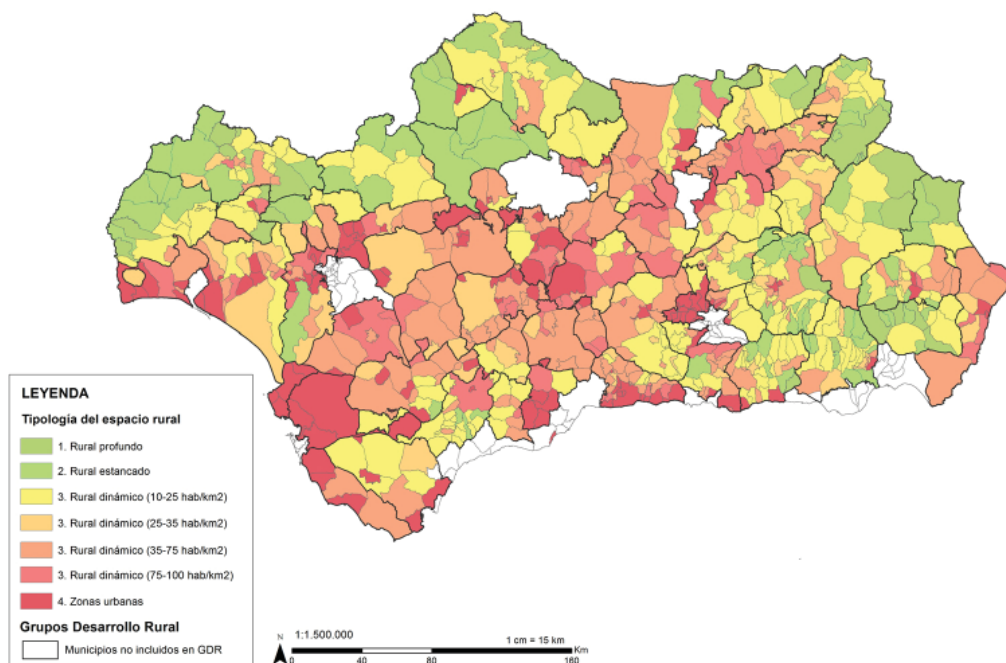 LEYENDA
Tipología del espacio rural
1. Rural profundo
2. Rural estancado
3. Rural dinámico (10-25 hab/km2)
3. Rural dinámico (25-35 hab/km2)
3. Rural dinámico (35-75 hab/km2)
3. Rural dinámico (75-100 hab/km2)
4. Zonas urbanas
Grupos Desarrollo Rural
Municipios no incluidos en GDR
N
1:1.500.000
1 cm = 15 km
Km
0 40 80 160